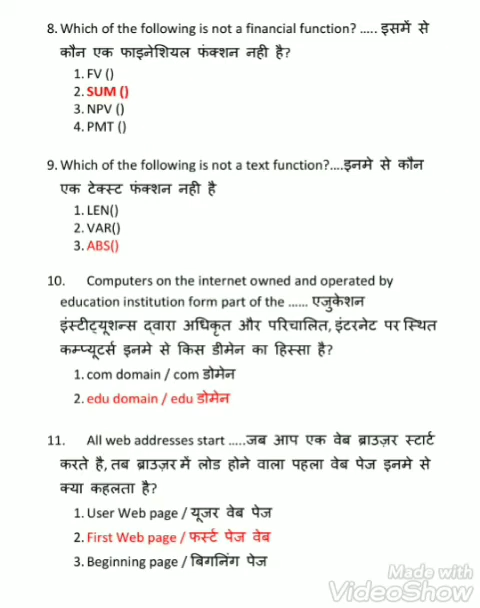 8. Which of the following is not a financial function? ..... इसमें से
कौन एक फाइनेशियल फंक्शन नही है?
1. FV ()
2. SUM ()
3. NPV ()
4. PMT ()
9. Which of the following is not a text function?....इनमे से कौन
एक टेक्स्ट फंक्शन नही है
1. LEN()
2. VAR()
3. ABS()
10. Computers on the internet owned and operated by
education institution form part of the ...... एजुकेशन
इंस्टीट्यूशन्स द्वारा अधिकृत और परिचालित, इंटरनेट पर स्थित
कम्प्यूटर्स इनमे से किस डीमेन का हिस्सा है?
1. com domain / com डोमेन
2. edu domain / edu डोमेन
11. All web addresses start .....जब आप एक वेब ब्राउज़र स्टार्ट
करते है, तब ब्राउज़र में लोड होने वाला पहला वेब पेज इनमे से
क्या कहलता है?
1. User Web page / यूजर वेब पेज
2. First Web page / फर्स्ट पेज वेब
3. Beginning page / बिगनिंग पेज
Made with
VideoShow